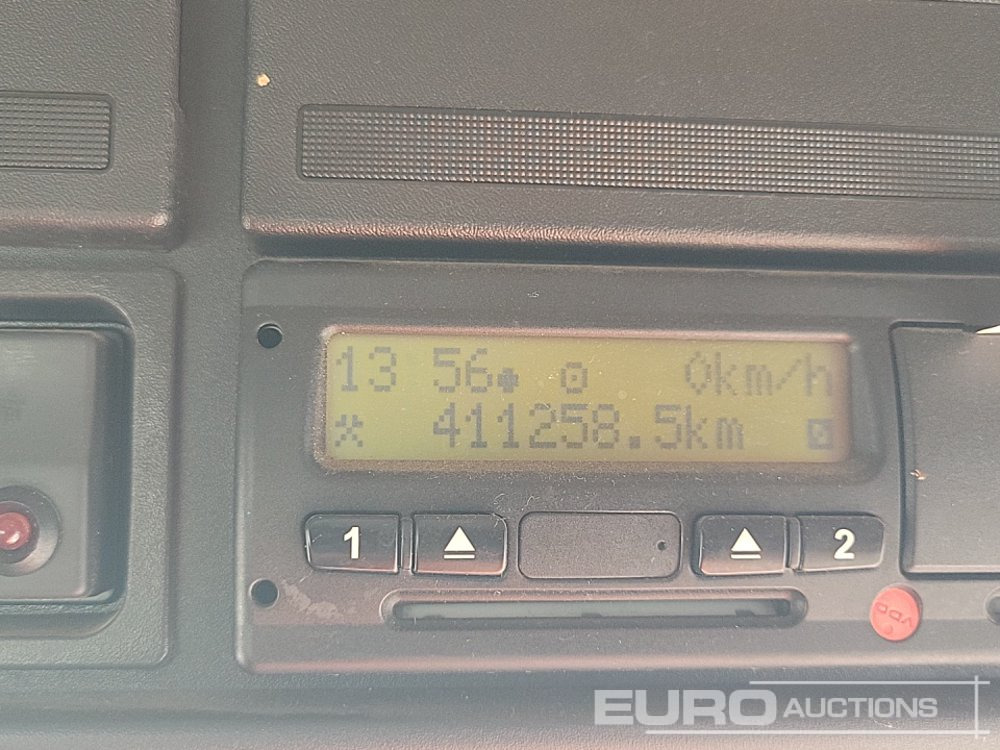 13 56 0km/h
411258.5km
1 2
VDO
EURO AUCTIONS